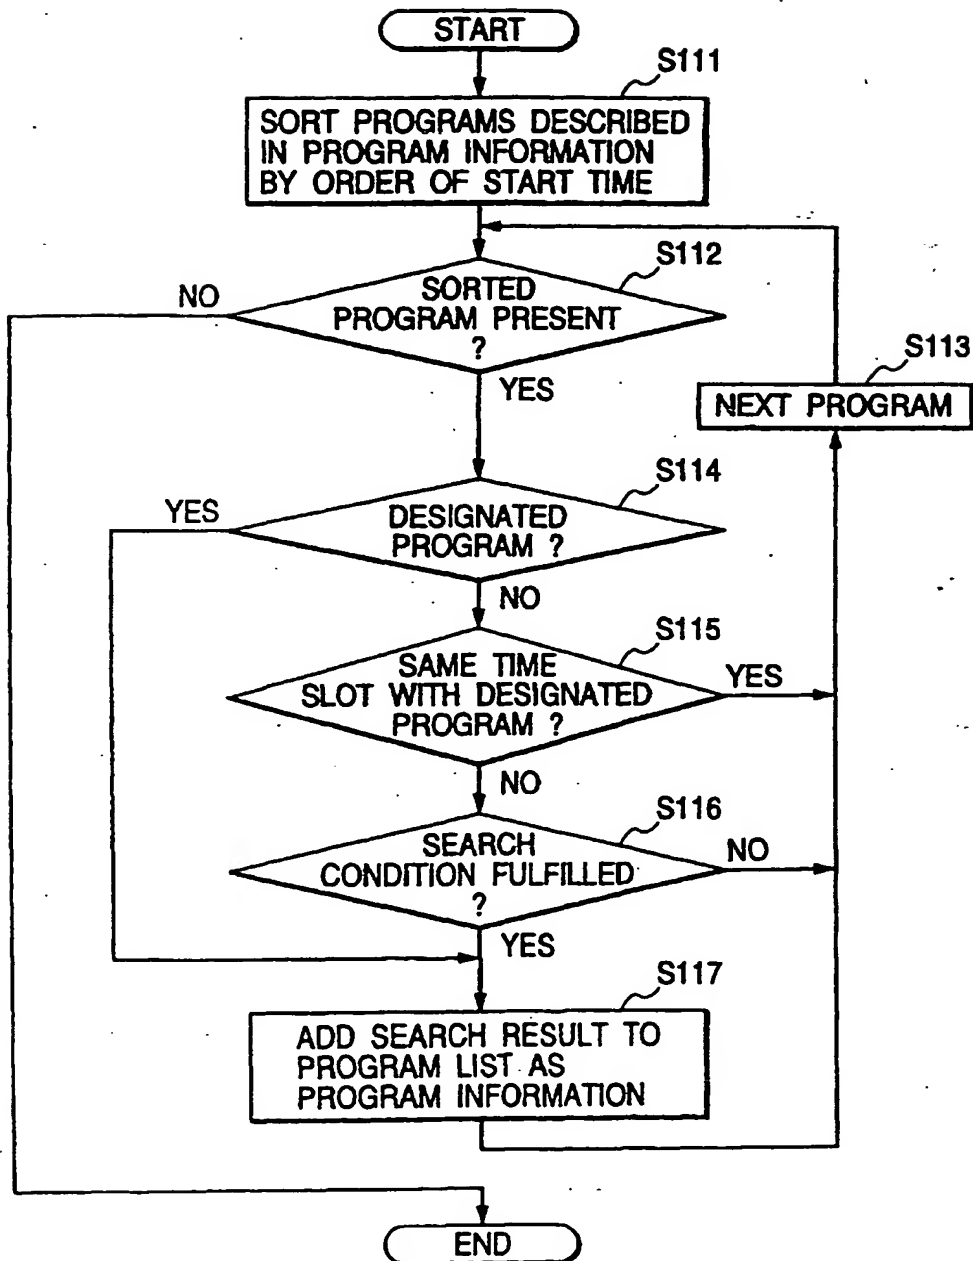 START
S111
SORT PROGRAMS DESCRIBED
IN PROGRAM INFORMATION
BY ORDER OF START TIME
S112
NO
SORTED
PROGRAM PRESENT
?
YES
S113
NEXT PROGRAM
S114
YES
DESIGNATED
PROGRAM ?
NO
S115
SAME TIME
SLOT WITH DESIGNATED
PROGRAM ?
YES
NO
S116
SEARCH
CONDITION FULFILLED
?
NO
YES
S117
ADD SEARCH RESULT TO
PROGRAM LIST AS
PROGRAM INFORMATION
END